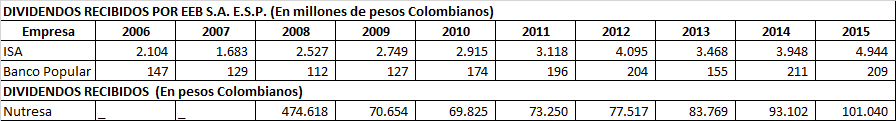 DIVIDENDOS RECIBIDOS POR EEB S.A. E.S.P. (En millones de pesos Colombianos)
Empresa 2006 2007 2008 2009 2010 2011 2012 2013 2014 2015
ISA 2.104 1.683 2.527 2.749 2.915 3.118 4.095 3.468 3.948 4.944
Banco Popular 147 129 112 127 174 196 204 155 211 209
DIVIDENDOS RECIBIDOS (En pesos Colombianos)
Nutresa _ _ 474.618 70.654 69.825 73.250 77.517 83.769 93.102 101.040